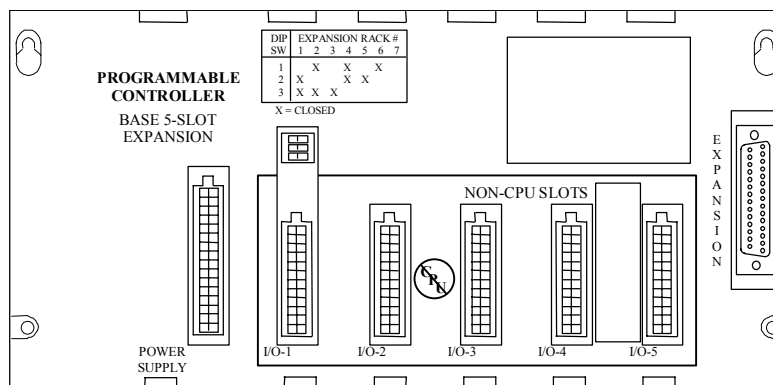 DIP EXPANSION RACK #
SW 1 2 3 4 5 6 7
1 X X X
2 X X X
3 X X X
X = CLOSED
PROGRAMMABLE
CONTROLLER
BASE 5-SLOT
EXPANSION
EXPANSION
NON-CPU SLOTS
CPU
I/O-1 I/O-2 I/O-3 I/O-4 I/O-5
POWER
SUPPLY